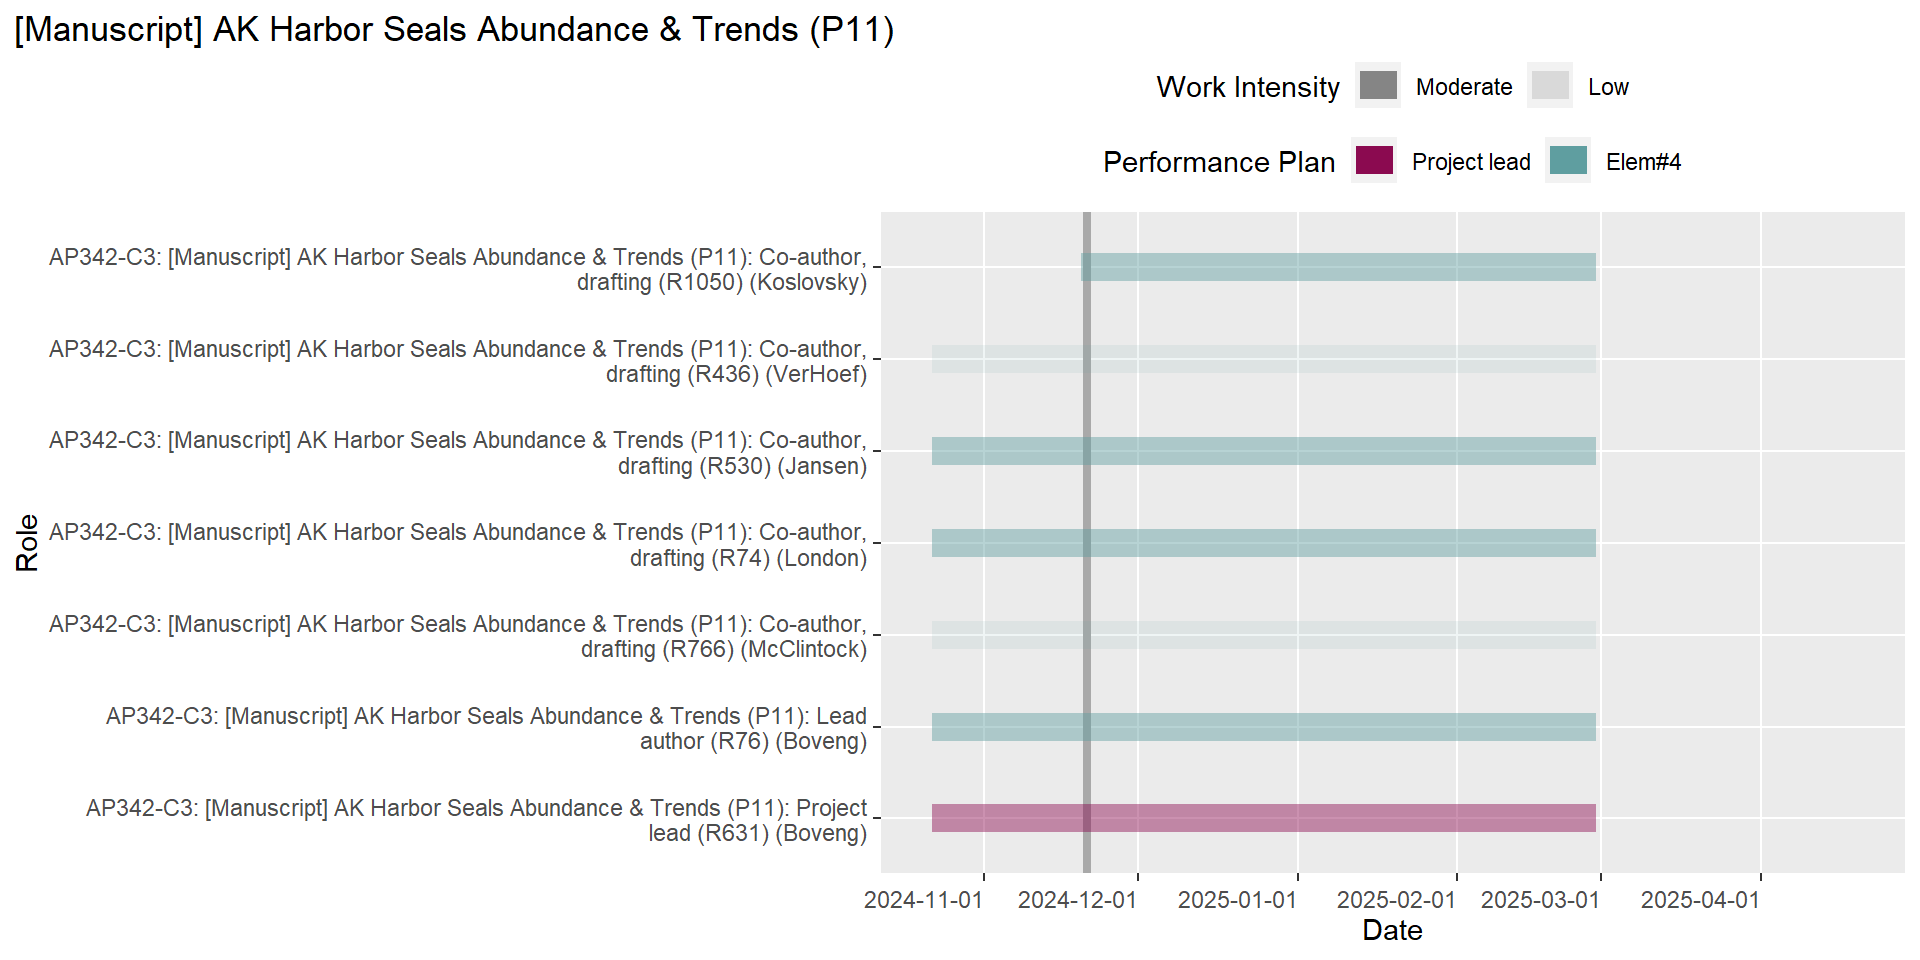 [Manuscript] AK Harbor Seals Abundance & Trends (P11)
Work Intensity Moderate Low
Performance Plan Project lead Elem#4
AP342-C3: [Manuscript] AK Harbor Seals Abundance & Trends (P11): Co-author,
drafting (R1050) (Koslovsky)
AP342-C3: [Manuscript] AK Harbor Seals Abundance & Trends (P11): Co-author,
drafting (R436) (VerHoef)
AP342-C3: [Manuscript] AK Harbor Seals Abundance & Trends (P11): Co-author,
drafting (R530) (Jansen)
AP342-C3: [Manuscript] AK Harbor Seals Abundance & Trends (P11): Co-author,
drafting (R74) (London)
AP342-C3: [Manuscript] AK Harbor Seals Abundance & Trends (P11): Co-author,
drafting (R766) (McClintock)
AP342-C3: [Manuscript] AK Harbor Seals Abundance & Trends (P11): Lead
author (R76) (Boveng)
AP342-C3: [Manuscript] AK Harbor Seals Abundance & Trends (P11): Project
lead (R631) (Boveng)
Role
2024-11-01 2024-12-01 2025-01-01 2025-02-01 2025-03-01 2025-04-01
Date